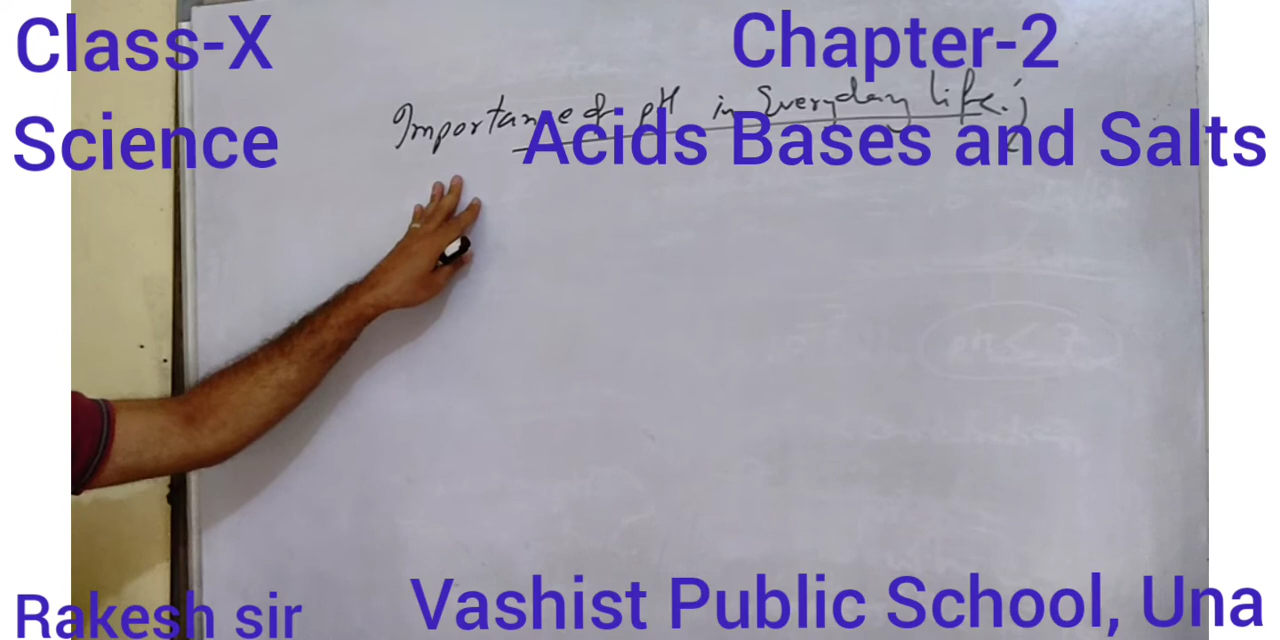 Class-X
Chapter-2
Science
Importance of pH in Everyday life:
Acids Bases and Salts
Rakesh sir
Vashist Public School, Una